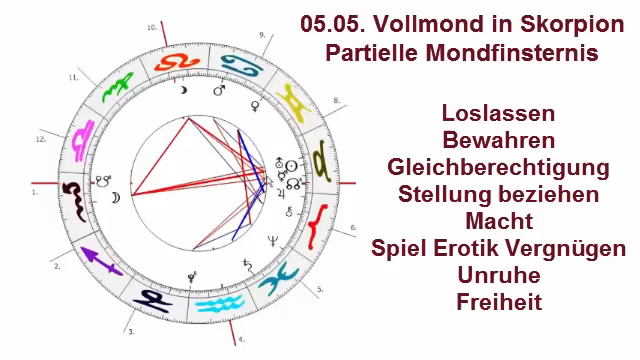 05.05. Vollmond in Skorpion
Partielle Mondfinsternis
Loslassen
Bewahren
Gleichberechtigung
Stellung beziehen
Macht
Spiel Erotik Vergnügen
Unruhe
Freiheit
10.
9.
11.
8.
12.
1.
6.
2.
5.
3.
4.